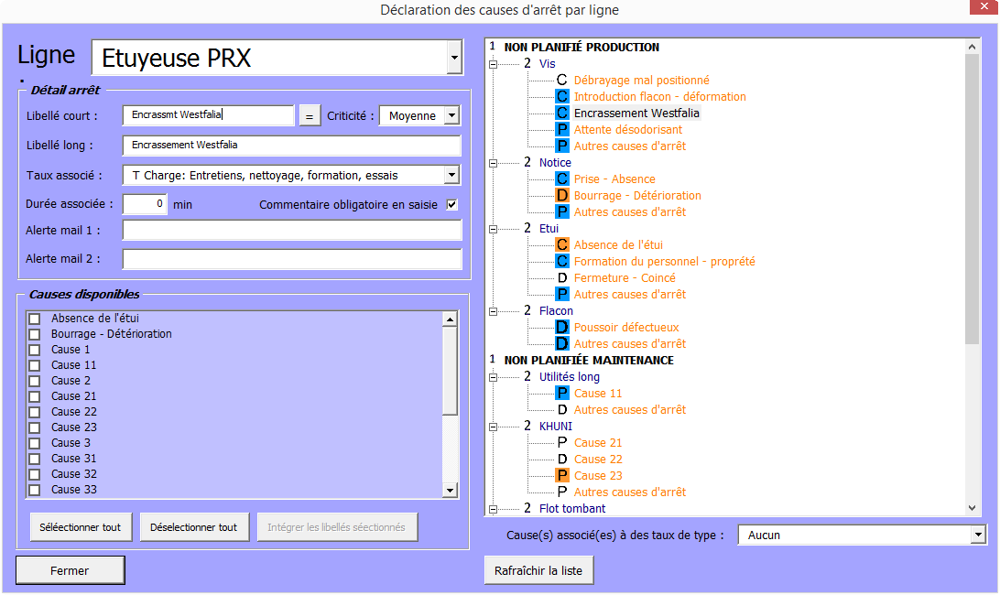 Déclaration des causes d'arrêt par ligne
Ligne :
Etuyeuse PRX
Détail arrêt
Libellé court :
Encrassmt Westfalia
=
Criticité :
Moyenne
Libellé long :
Encrassement Westfalia
Taux associé :
T Charge: Entretiens, nettoyage, formation, essais
Durée associée :
0
min
Commentaire obligatoire en saisie
Alerte mail 1 :
Alerte mail 2 :
Causes disponibles
Absence de l'étui
Bourrage - Détérioration
Cause 1
Cause 11
Cause 2
Cause 21
Cause 22
Cause 23
Cause 3
Cause 31
Cause 32
Cause 33
Séléectionner tout
Déselectionner tout
Intégrer les libellés séectionnés
Fermer
1 NON PLANIFIÉ PRODUCTION
2 Vis
C Débrayage mal positionné
C Introduction flacon - déformation
C Encrassement Westfalia
P Attente désodorisant
P Autres causes d'arrêt
2 Notice
C Prise - Absence
D Bourrage - Détérioration
P Autres causes d'arrêt
2 Etui
C Absence de l'étui
C Formation du personnel - propreté
D Fermeture - Coincé
P Autres causes d'arrêt
2 Flacon
D Poussoir défectueux
D Autres causes d'arrêt
1 NON PLANIFIÉE MAINTENANCE
2 Utilités long
P Cause 11
D Autres causes d'arrêt
2 KHUNI
P Cause 21
D Cause 22
P Cause 23
P Autres causes d'arrêt
2 Flot tombant
Cause(s) associé(es) à des taux de type :
Aucun
Rafraîchir la liste